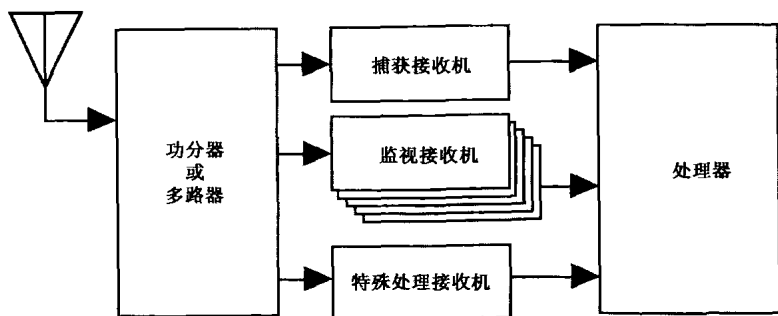 功分器
或
多路器
捕获接收机
监视接收机
特殊处理接收机
处理器